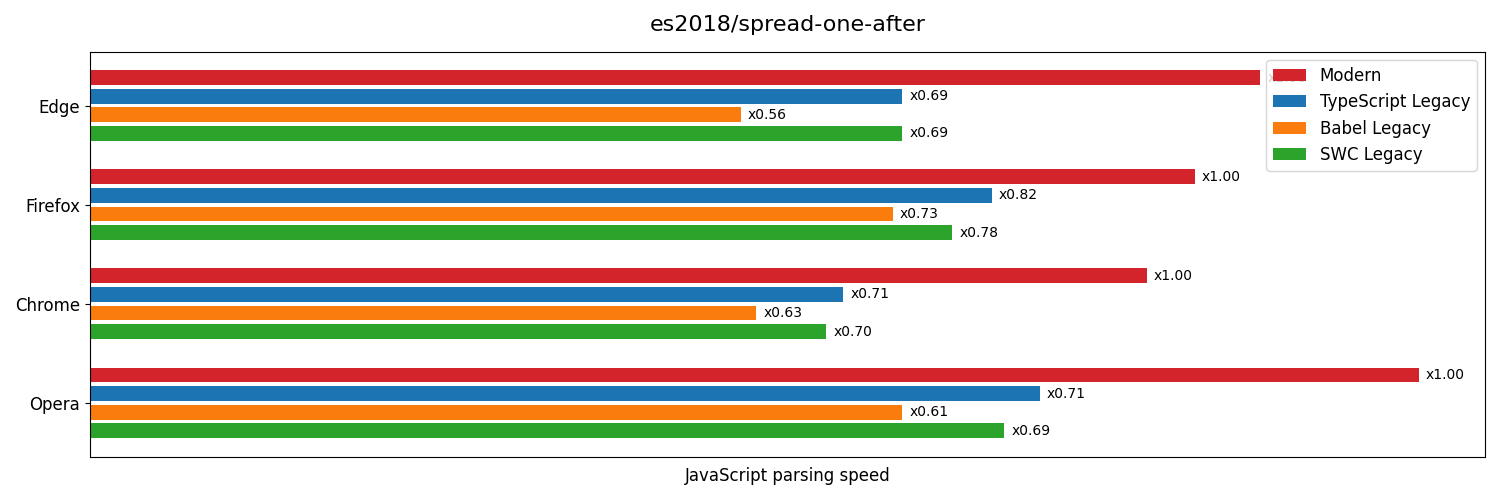 es2018/spread-one-after
Edge
x0.69
x0.56
x0.69
Modern
TypeScript Legacy
Babel Legacy
SWC Legacy
Firefox
x1.00
x0.82
x0.73
x0.78
Chrome
x1.00
x0.71
x0.63
x0.70
Opera
x1.00
x0.71
x0.61
x0.69
JavaScript parsing speed